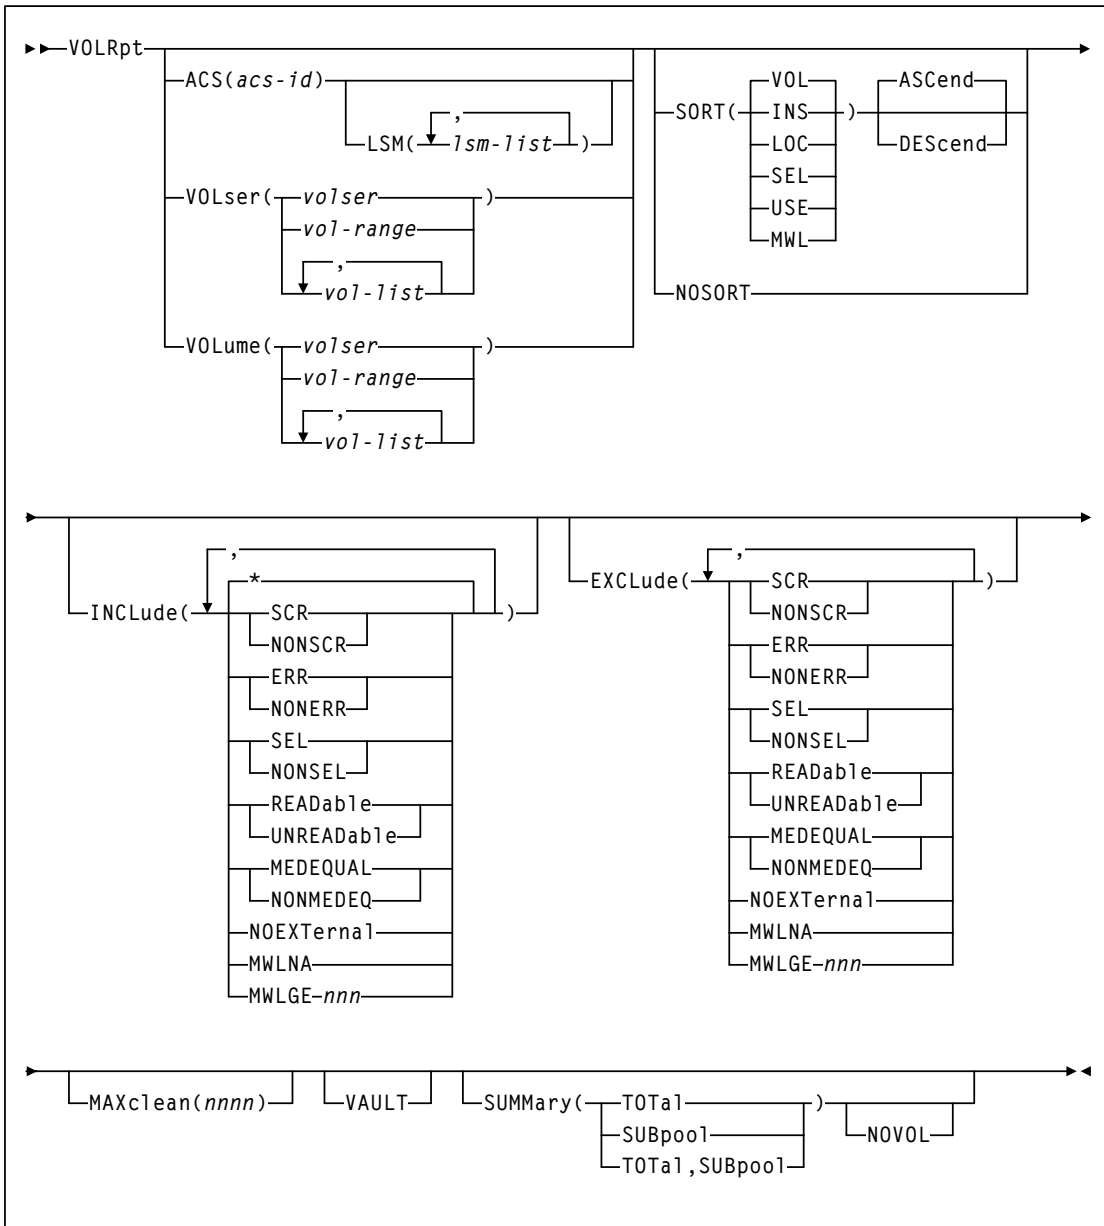 VOLRpt
ACS(acs-id)
,
LSM( lsm-list )
VOLser( volser )
vol-range
,
vol-list
VOLume( volser )
vol-range
,
vol-list
SORT( VOL )
INS
LOC
SEL
USE
MWL
ASCend
DEScend
NOSORT
INCLude( , )
*
SCR
NONSCR
ERR
NONERR
SEL
NONSEL
READable
UNREADable
MEDEQUAL
NONMEDEQ
NOEXTernal
MWLNA
MWLGE nnn
EXCLude( , )
SCR
NONSCR
ERR
NONERR
SEL
NONSEL
READable
UNREADable
MEDEQUAL
NONMEDEQ
NOEXTernal
MWLNA
MWLGE nnn
MAXclean(nnnn)
VAULT
SUMMary( TOTal )
SUBpool
TOTal,SUBpool
NOVOL